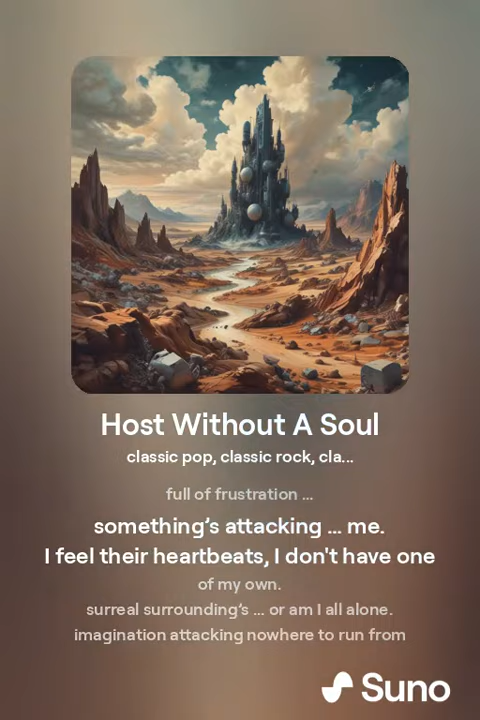 Host Without A Soul
classic pop, classic rock, cla...
full of frustration ...
something's attacking ... me.
I feel their heartbeats, I don't have one
of my own.
surreal surrounding's ... or am I all alone.
imagination attacking nowhere to run from
Suno